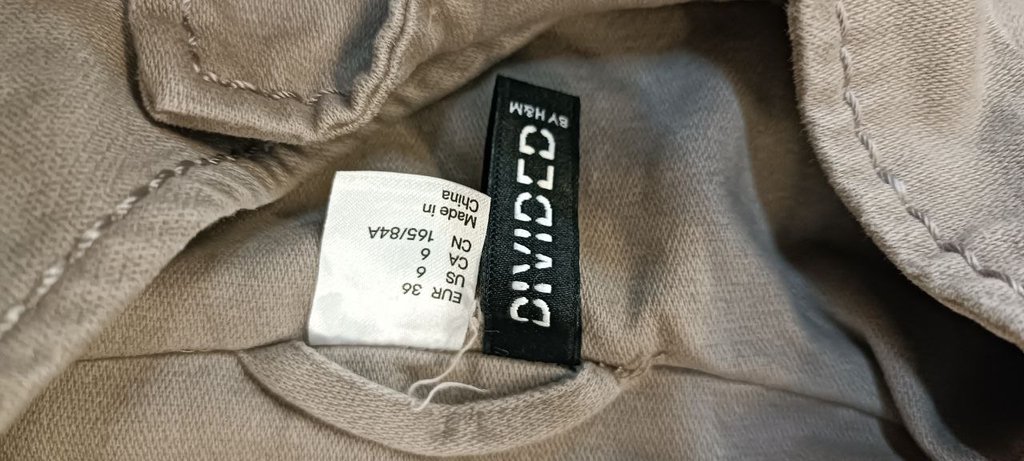 EUR 36
US 6
CA 6
CN 165/84A
Made in
China
DIVIDED
BY H&M